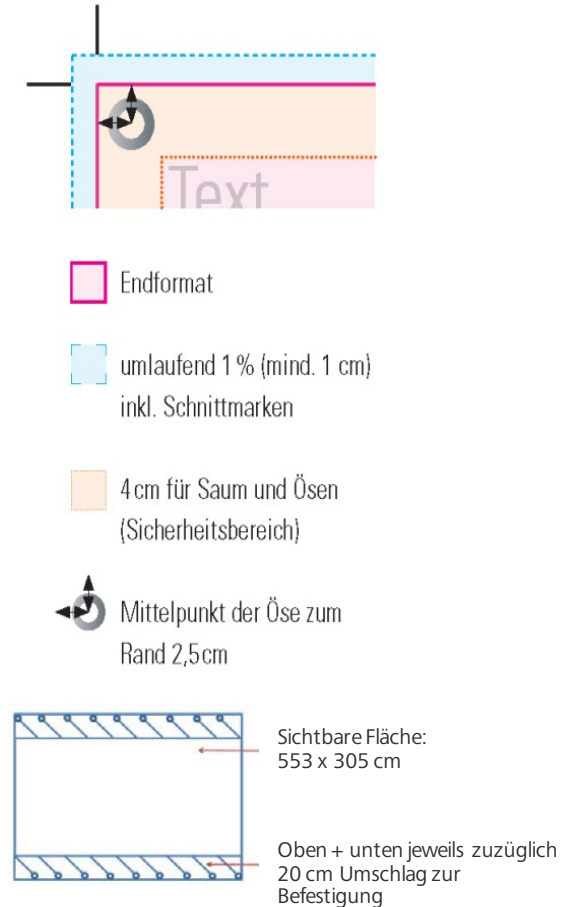 Text
Endformat
umlaufend 1 % (mind. 1 cm)
inkl. Schnittmarken
4 cm für Saum und Ösen
(Sicherheitsbereich)
Mittelpunkt der Öse zum
Rand 2,5 cm
Sichtbare Fläche:
553 x 305 cm
Oben + unten jeweils zuzüglich
20 cm Umschlag zur
Befestigung